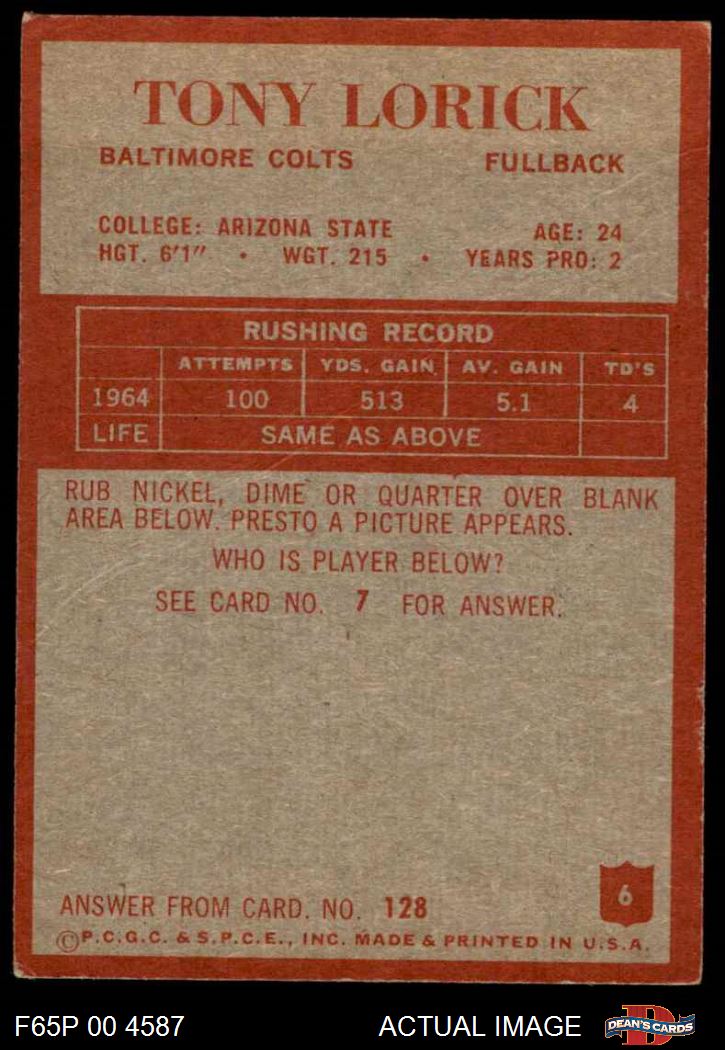 TONY LORICK
BALTIMORE COLTS FULLBACK
COLLEGE: ARIZONA STATE AGE: 24
HGT. 6'1" • WGT. 215 • YEARS PRO: 2
RUSHING RECORD
ATTEMPTS YDS. GAIN AV. GAIN TD'S
1964 100 513 5.1 4
LIFE SAME AS ABOVE
RUB NICKEL, DIME OR QUARTER OVER BLANK
AREA BELOW. PRESTO A PICTURE APPEARS.
WHO IS PLAYER BELOW?
SEE CARD NO. 7 FOR ANSWER.
6
ANSWER FROM CARD. NO. 128
©P.C.G.C. & S.P.C.E., INC. MADE & PRINTED IN U.S.A.
F65P 00 4587 ACTUAL IMAGE DEAN'S CARDS